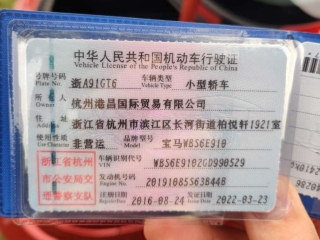 中华人民共和国机动车行驶证
Vehicle License of the People's Republic of China
号牌号码 浙A91GT6 车辆类型 小型轿车
Plate No. Vehicle Type
所有人 杭州港昌国际贸易有限公司
Owner
住址 浙江省杭州市滨江区长河街道柏悦轩1921室
Address
使用性质 非营运 品牌型号 宝马WBS6E910
Use Character Model
浙江省杭州
市公安局交
通警察支队
车辆识别代号 WBS6E9102GD990529
VIN
发动机号码 20191085S63B44B
Engine No.
注册日期 2016-08-24 发证日期 2022-03-23
Register Date Issue Date